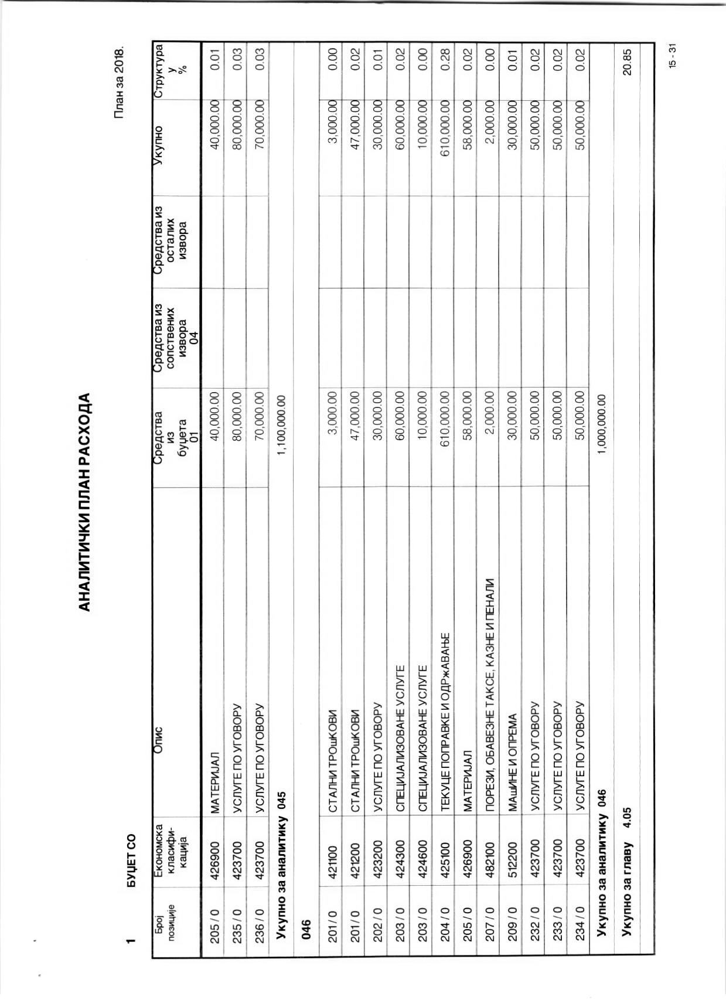 АНАЛИТИЧКИ ПЛАН РАСХОДА
План за 2018.
1 БУЏЕТ СО
Број позиције | Економска класифи-кација | Опис | Средства из буџета 01 | Средства из сопствених извора 04 | Средства из осталих извора | Укупно | Структура у %
205 / 0 426900 МАТЕРИЈАЛ 40,000.00 40,000.00 0.01
235 / 0 423700 УСЛУГЕ ПО УГОВОРУ 80,000.00 80,000.00 0.03
236 / 0 423700 УСЛУГЕ ПО УГОВОРУ 70,000.00 70,000.00 0.03
Укупно за аналитику 045 1,100,000.00
046
201 / 0 421100 СТАЛНИ ТРОшКОВИ 3,000.00 3,000.00 0.00
201 / 0 421200 СТАЛНИ ТРОшКОВИ 47,000.00 47,000.00 0.02
202 / 0 423200 УСЛУГЕ ПО УГОВОРУ 30,000.00 30,000.00 0.01
203 / 0 424300 СПЕЦИЈАЛИЗОВАНЕ УСЛУГЕ 60,000.00 60,000.00 0.02
203 / 0 424600 СПЕЦИЈАЛИЗОВАНЕ УСЛУГЕ 10,000.00 10,000.00 0.00
204 / 0 425100 ТЕКУЦЕ ПОПРАВКЕ И ОДРжАВАЊЕ 610,000.00 610,000.00 0.28
205 / 0 426900 МАТЕРИЈАЛ 58,000.00 58,000.00 0.02
207 / 0 482100 ПОРЕЗИ, ОБАВЕЗНЕ ТАКСЕ, КАЗНЕ И ПЕНАЛИ 2,000.00 2,000.00 0.00
209 / 0 512200 МАшИНЕ И ОПРЕМА 30,000.00 30,000.00 0.01
232 / 0 423700 УСЛУГЕ ПО УГОВОРУ 50,000.00 50,000.00 0.02
233 / 0 423700 УСЛУГЕ ПО УГОВОРУ 50,000.00 50,000.00 0.02
234 / 0 423700 УСЛУГЕ ПО УГОВОРУ 50,000.00 50,000.00 0.02
Укупно за аналитику 046 1,000,000.00
Укупно за главу 4.05 20.85
15 - 31